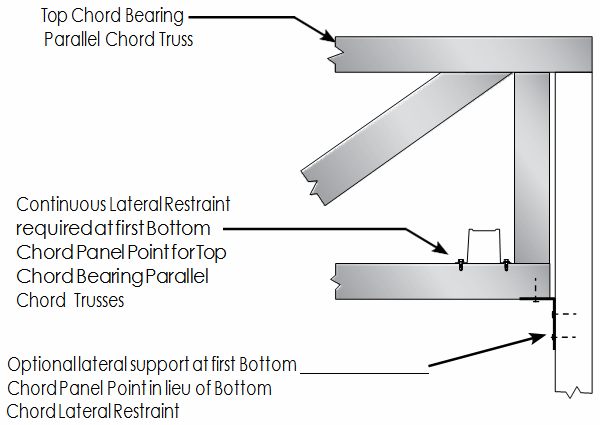 Top Chord Bearing
Parallel Chord Truss
Continuous Lateral Restraint
required at first Bottom
Chord Panel Point for Top
Chord Bearing Parallel
Chord Trusses
Optional lateral support at first Bottom
Chord Panel Point in lieu of Bottom
Chord Lateral Restraint